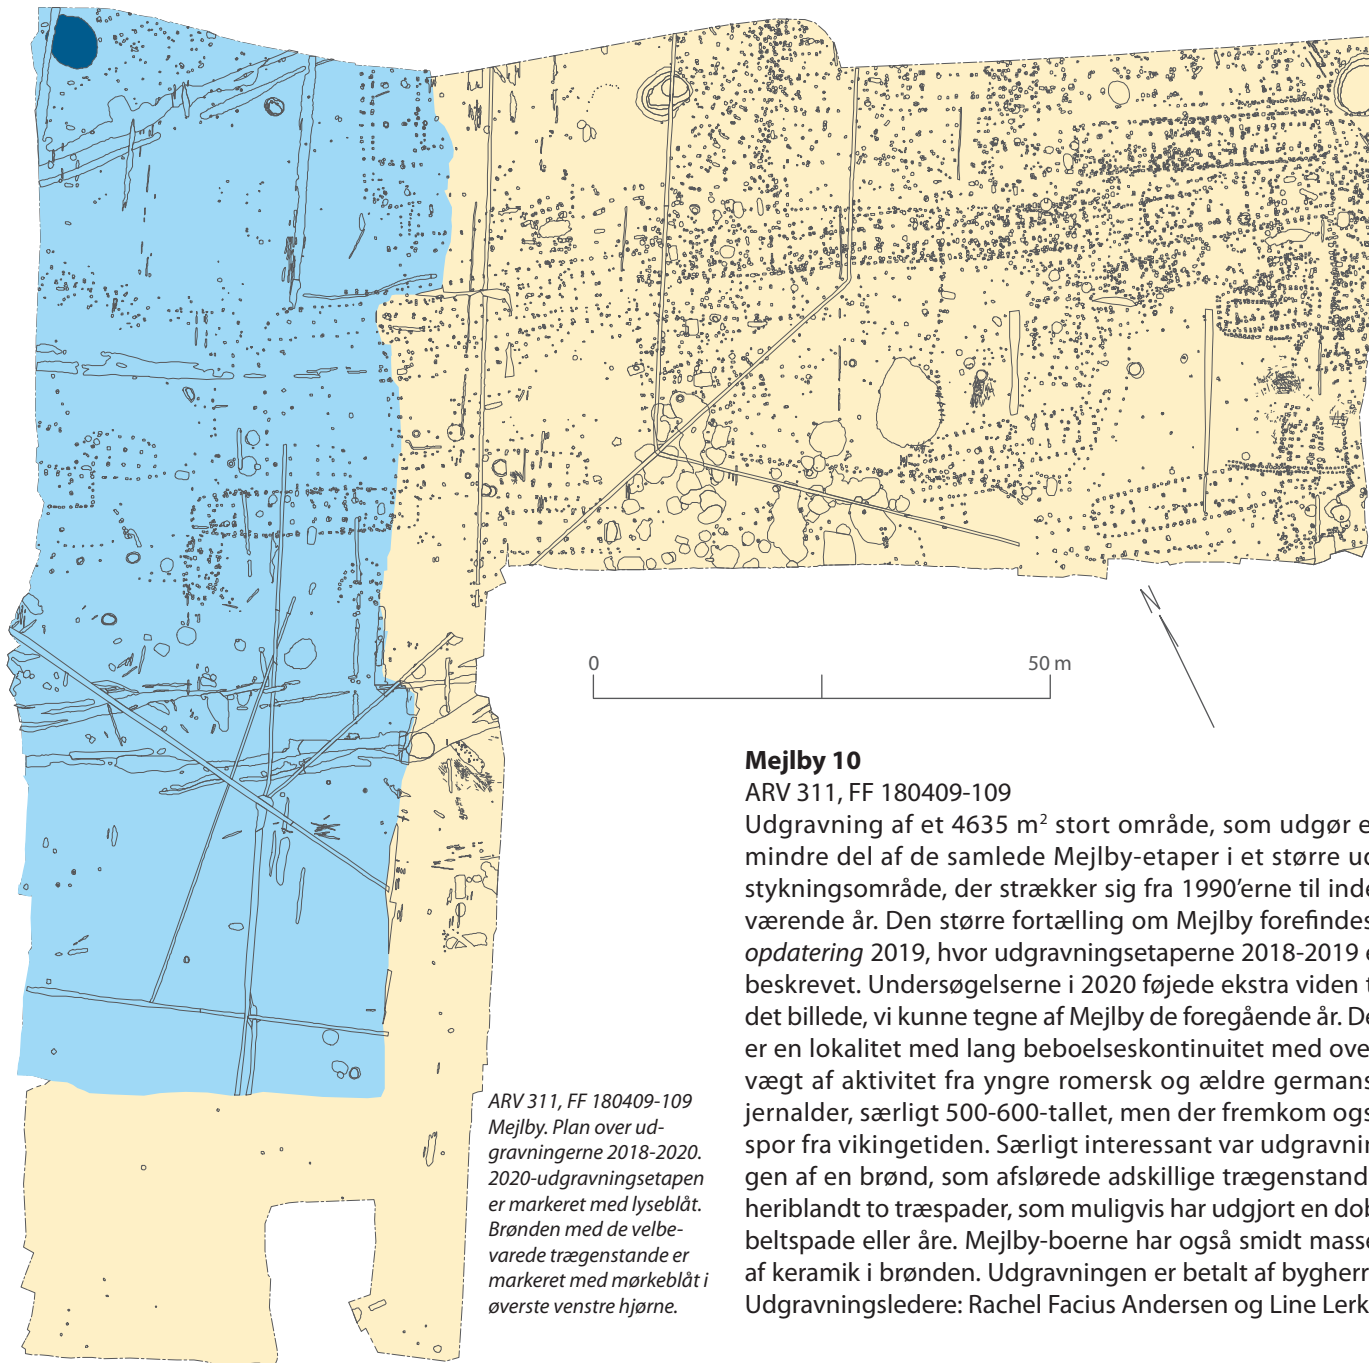 0
50 m
Mejlby 10
ARV 311, FF 180409-109
Udgravning af et 4635 m² stort område, som udgør e
mindre del af de samlede Mejlby-etaper i et større ud
stykningsområde, der strækker sig fra 1990’erne til inde
værende år. Den større fortælling om Mejlby forefindes
opdatering 2019, hvor udgravningsetaperne 2018-2019 e
beskrevet. Undersøgelserne i 2020 føjede ekstra viden t
det billede, vi kunne tegne af Mejlby de foregående år. De
er en lokalitet med lang beboelseskontinuitet med over
vægt af aktivitet fra yngre romersk og ældre germans
jernalder, særligt 500-600-tallet, men der fremkom ogs
spor fra vikingetiden. Særligt interessant var udgravnin
gen af en brønd, som afslørede adskillige trægenstand
heriblandt to træspader, som muligvis har udgjort en dob
beltspade eller åre. Mejlby-boerne har også smidt masse
af keramik i brønden. Udgravningen er betalt af bygherr
Udgravningsledere: Rachel Facius Andersen og Line Lerk
ARV 311, FF 180409-109
Mejlby. Plan over ud-
gravningerne 2018-2020.
2020-udgravningsetapen
er markeret med lyseblåt.
Brønden med de velbe-
varede trægenstande er
markeret med mørkeblåt i
øverste venstre hjørne.